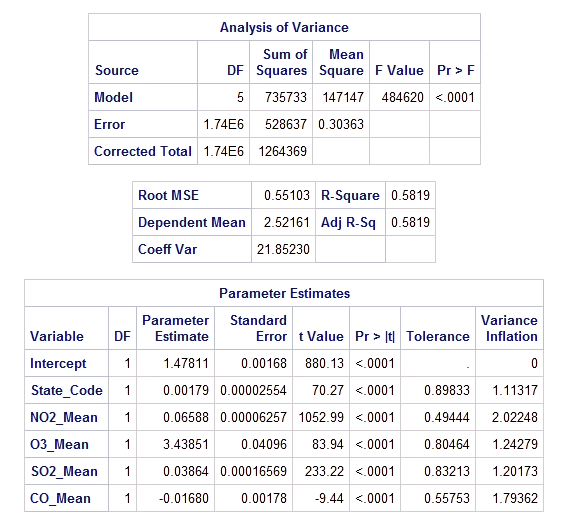 Analysis of Variance
Source DF Sum of Squares Mean Square F Value Pr > F
Model 5 735733 147147 484620 <.0001
Error 1.74E6 528637 0.30363
Corrected Total 1.74E6 1264369
Root MSE 0.55103 R-Square 0.5819
Dependent Mean 2.52161 Adj R-Sq 0.5819
Coeff Var 21.85230
Parameter Estimates
Variable DF Parameter Estimate Standard Error t Value Pr > |t| Tolerance Variance Inflation
Intercept 1 1.47811 0.00168 880.13 <.0001 . 0
State_Code 1 0.00179 0.00002554 70.27 <.0001 0.89833 1.11317
NO2_Mean 1 0.06588 0.00006257 1052.99 <.0001 0.49444 2.02248
O3_Mean 1 3.43851 0.04096 83.94 <.0001 0.80464 1.24279
SO2_Mean 1 0.03864 0.00016569 233.22 <.0001 0.83213 1.20173
CO_Mean 1 -0.01680 0.00178 -9.44 <.0001 0.55753 1.79362